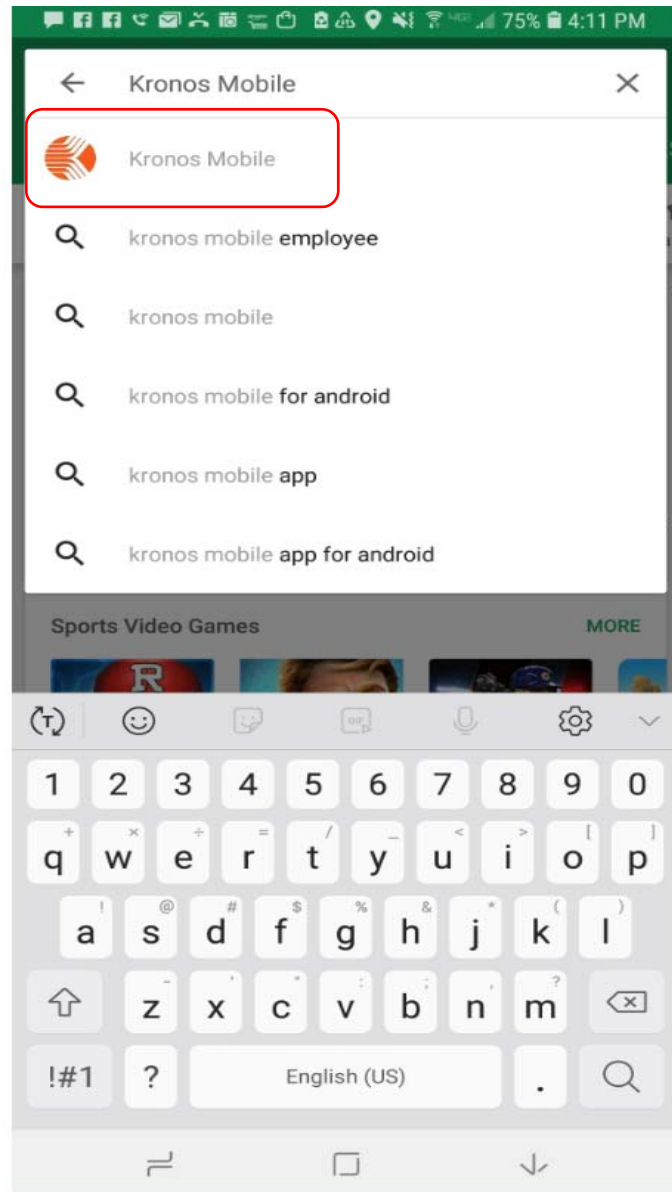 75% 4:11 PM
Kronos Mobile
Kronos Mobile
kronos mobile employee
kronos mobile
kronos mobile for android
kronos mobile app
kronos mobile app for android
Sports Video Games MORE
R
T GIF
1 2 3 4 5 6 7 8 9 0
+ × ÷ = / _ < > [ ]
q w e r t y u i o p
! @ # $ % & * ( )
a s d f g h j k l
- ' " : ; , ?
z x c v b n m
!#1 ? English (US) .